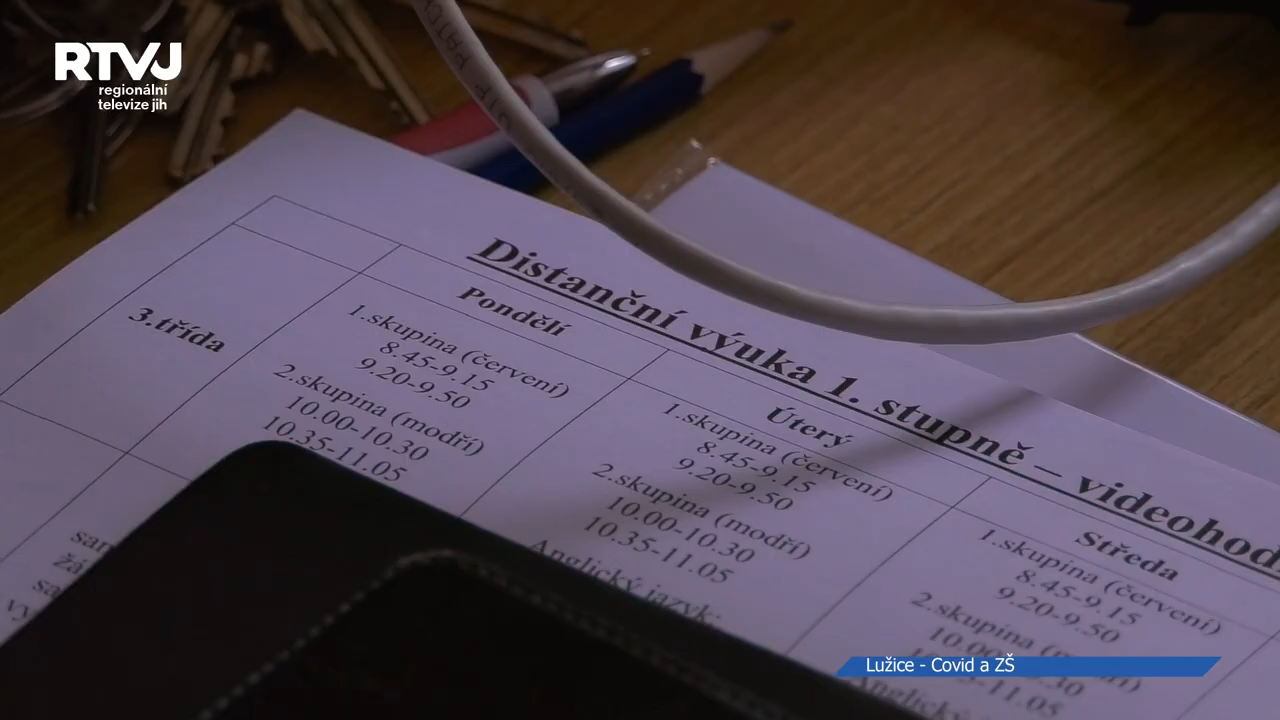 RTVJ
regionální
televize jih
Distanční výuka 1. stupně – videohod
3.třída
Pondělí
1.skupina (červení)
8.45-9.15
9.20-9.50
2.skupina (modří)
10.00-10.30
10.35-11.05
Úterý
1.skupina (červení)
8.45-9.15
9.20-9.50
2.skupina (modří)
10.00-10.30
10.35-11.05
Anglický jazyk:
Středa
1.skupina (červení)
8.45-9.15
9.20-9.50
2.skupina
Anglický
Lužice - Covid a ZŠ